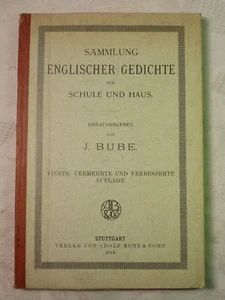 SAMMLUNG
ENGLISCHER GEDICHTE
FÜR
SCHULE UND HAUS.
HERAUSGEGEBEN
VON
J. BUBE.
VIERTE, VERMEHRTE UND VERBESSERTE
AUFLAGE.
STUTTGART
VERLAG VON ADOLF BONZ & COMP.